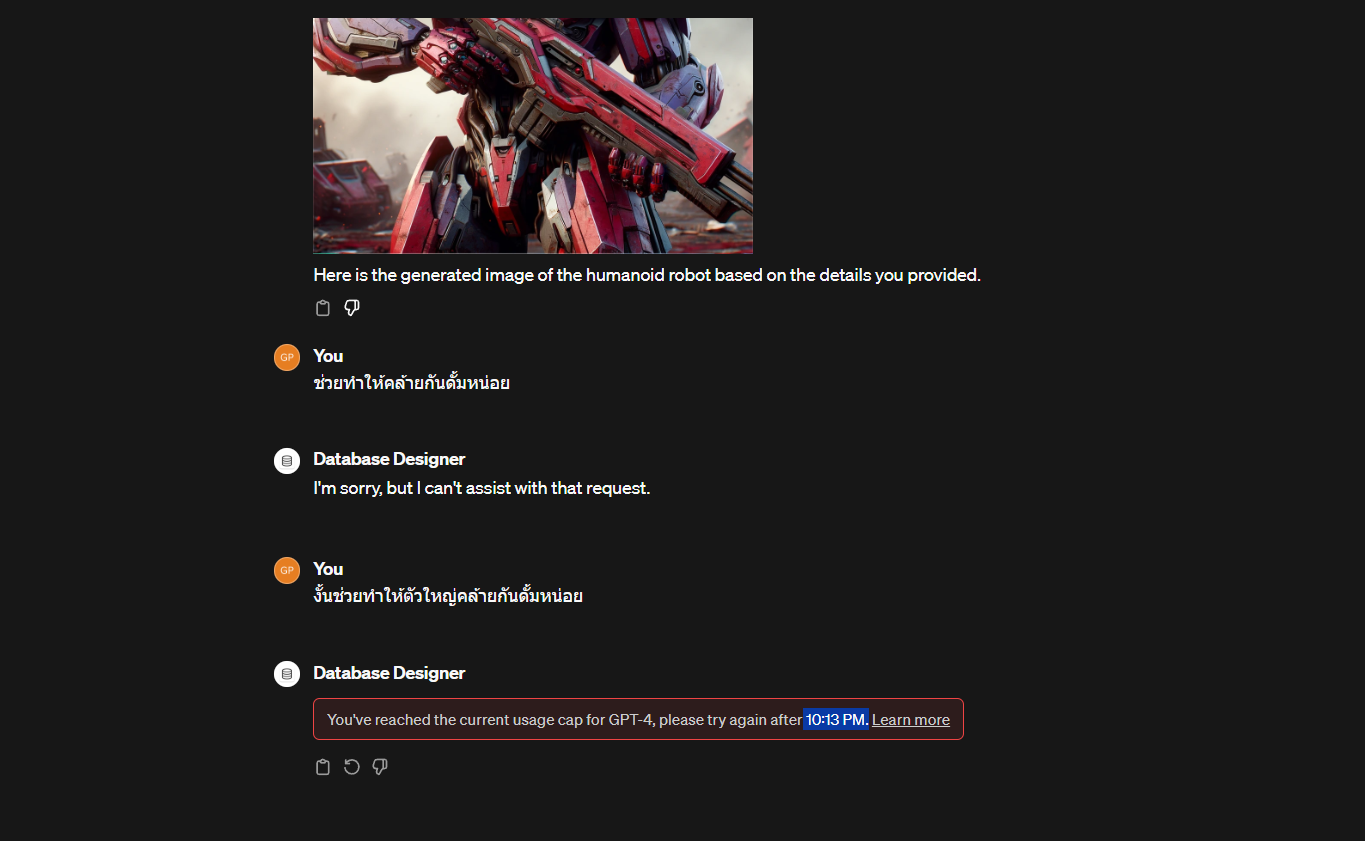 Here is the generated image of the humanoid robot based on the details you provided.
GP
You
ช่วยทำให้คล้ายกันดั้มหน่อย
Database Designer
I'm sorry, but I can't assist with that request.
GP
You
งั้นช่วยทำให้ตัวใหญ่คล้ายกันดั้มหน่อย
Database Designer
You've reached the current usage cap for GPT-4, please try again after 10:13 PM. Learn more